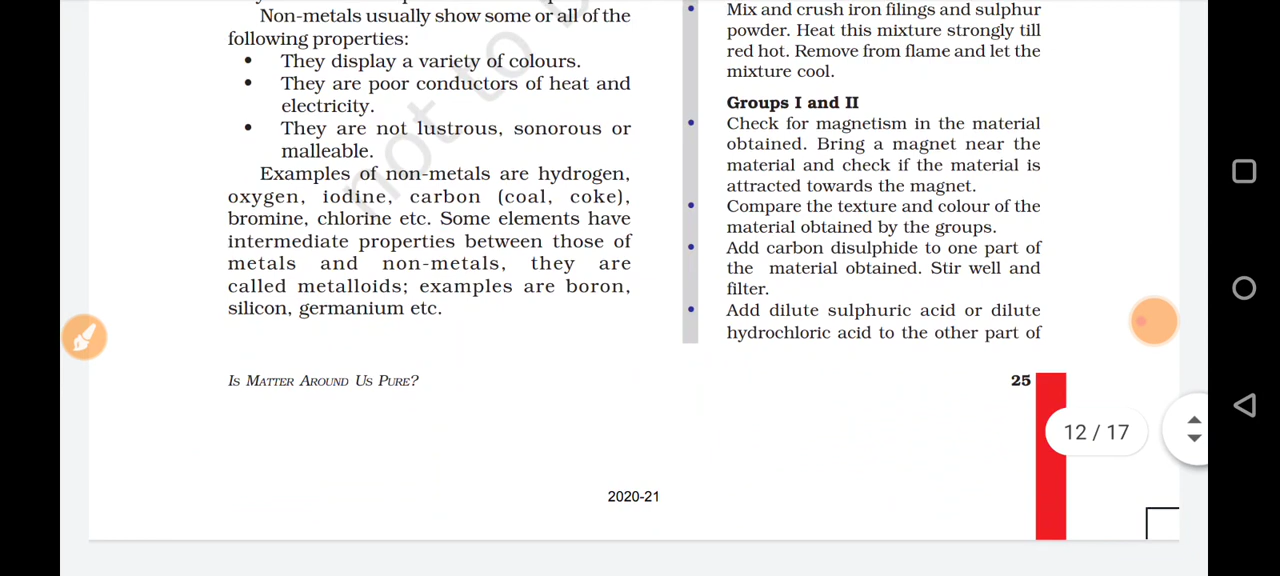 Non-metals usually show some or all of the
following properties:
• They display a variety of colours.
• They are poor conductors of heat and
electricity.
• They are not lustrous, sonorous or
malleable.
Examples of non-metals are hydrogen,
oxygen, iodine, carbon (coal, coke),
bromine, chlorine etc. Some elements have
intermediate properties between those of
metals and non-metals, they are
called metalloids; examples are boron,
silicon, germanium etc.
• Mix and crush iron filings and sulphur
powder. Heat this mixture strongly till
red hot. Remove from flame and let the
mixture cool.
Groups I and II
• Check for magnetism in the material
obtained. Bring a magnet near the
material and check if the material is
attracted towards the magnet.
• Compare the texture and colour of the
material obtained by the groups.
• Add carbon disulphide to one part of
the material obtained. Stir well and
filter.
• Add dilute sulphuric acid or dilute
hydrochloric acid to the other part of
Is Matter Around Us Pure?
25
12 / 17
2020-21
not to